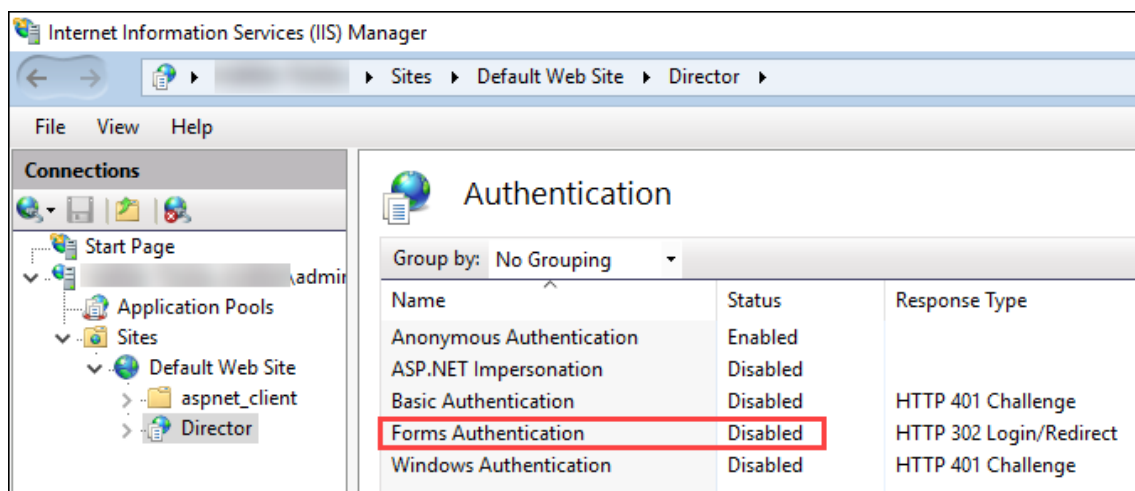 Internet Information Services (IIS) Manager
Sites Default Web Site Director
File View Help
Connections
Start Page
\admin
Application Pools
Sites
Default Web Site
aspnet_client
Director
Authentication
Group by: No Grouping
Name Status Response Type
Anonymous Authentication Enabled
ASP.NET Impersonation Disabled
Basic Authentication Disabled HTTP 401 Challenge
Forms Authentication Disabled HTTP 302 Login/Redirect
Windows Authentication Disabled HTTP 401 Challenge